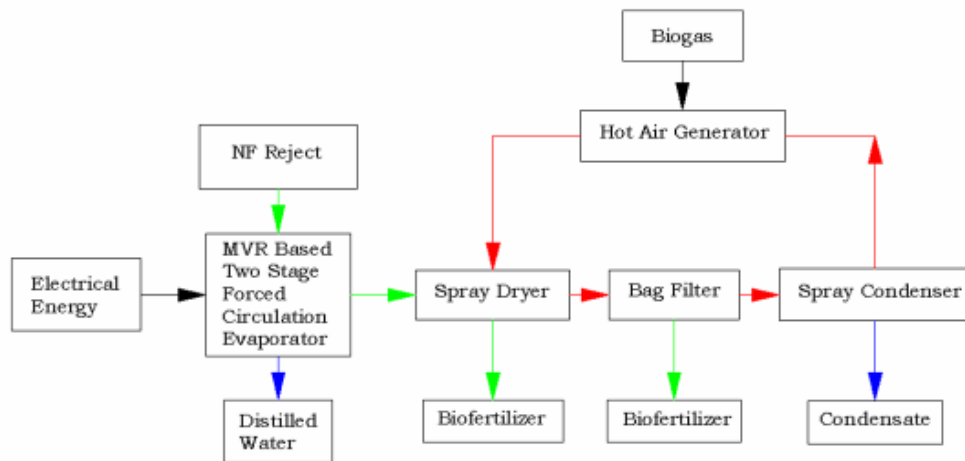 Biogas
Hot Air Generator
NF Reject
MVR Based
Two Stage
Forced
Circulation
Evaporator
Electrical
Energy
Spray Dryer
Bag Filter
Spray Condenser
Distilled
Water
Biofertilizer
Biofertilizer
Condensate